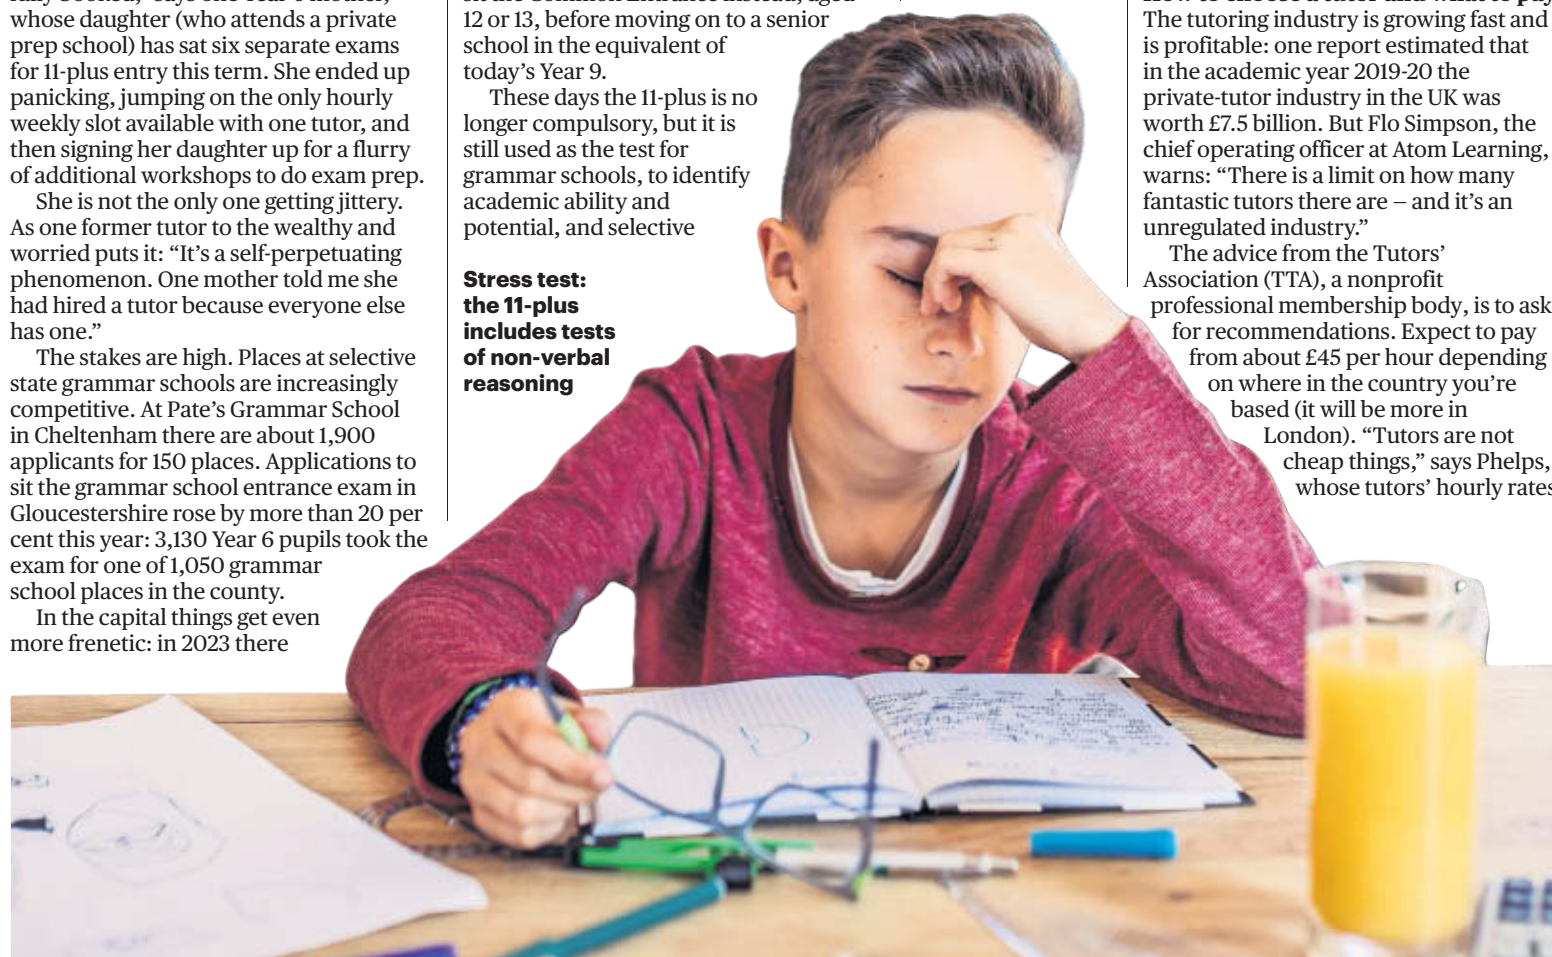 whose daughter (who attends a private
prep school) has sat six separate exams
for 11-plus entry this term. She ended up
panicking, jumping on the only hourly
weekly slot available with one tutor, and
then signing her daughter up for a flurry
of additional workshops to do exam prep.
She is not the only one getting jittery.
As one former tutor to the wealthy and
worried puts it: “It’s a self-perpetuating
phenomenon. One mother told me she
had hired a tutor because everyone else
has one.”
The stakes are high. Places at selective
state grammar schools are increasingly
competitive. At Pate’s Grammar School
in Cheltenham there are about 1,900
applicants for 150 places. Applications to
sit the grammar school entrance exam in
Gloucestershire rose by more than 20 per
cent this year: 3,130 Year 6 pupils took the
exam for one of 1,050 grammar
school places in the county.
In the capital things get even
more frenetic: in 2023 there
12 or 13, before moving on to a senior
school in the equivalent of
today’s Year 9.
These days the 11-plus is no
longer compulsory, but it is
still used as the test for
grammar schools, to identify
academic ability and
potential, and selective
Stress test:
the 11-plus
includes tests
of non-verbal
reasoning
The tutoring industry is growing fast and
is profitable: one report estimated that
in the academic year 2019-20 the
private-tutor industry in the UK was
worth £7.5 billion. But Flo Simpson, the
chief operating officer at Atom Learning,
warns: “There is a limit on how many
fantastic tutors there are – and it’s an
unregulated industry.”
The advice from the Tutors’
Association (TTA), a nonprofit
professional membership body, is to ask
for recommendations. Expect to pay
from about £45 per hour depending
on where in the country you’re
based (it will be more in
London). “Tutors are not
cheap things,” says Phelps,
whose tutors’ hourly rates